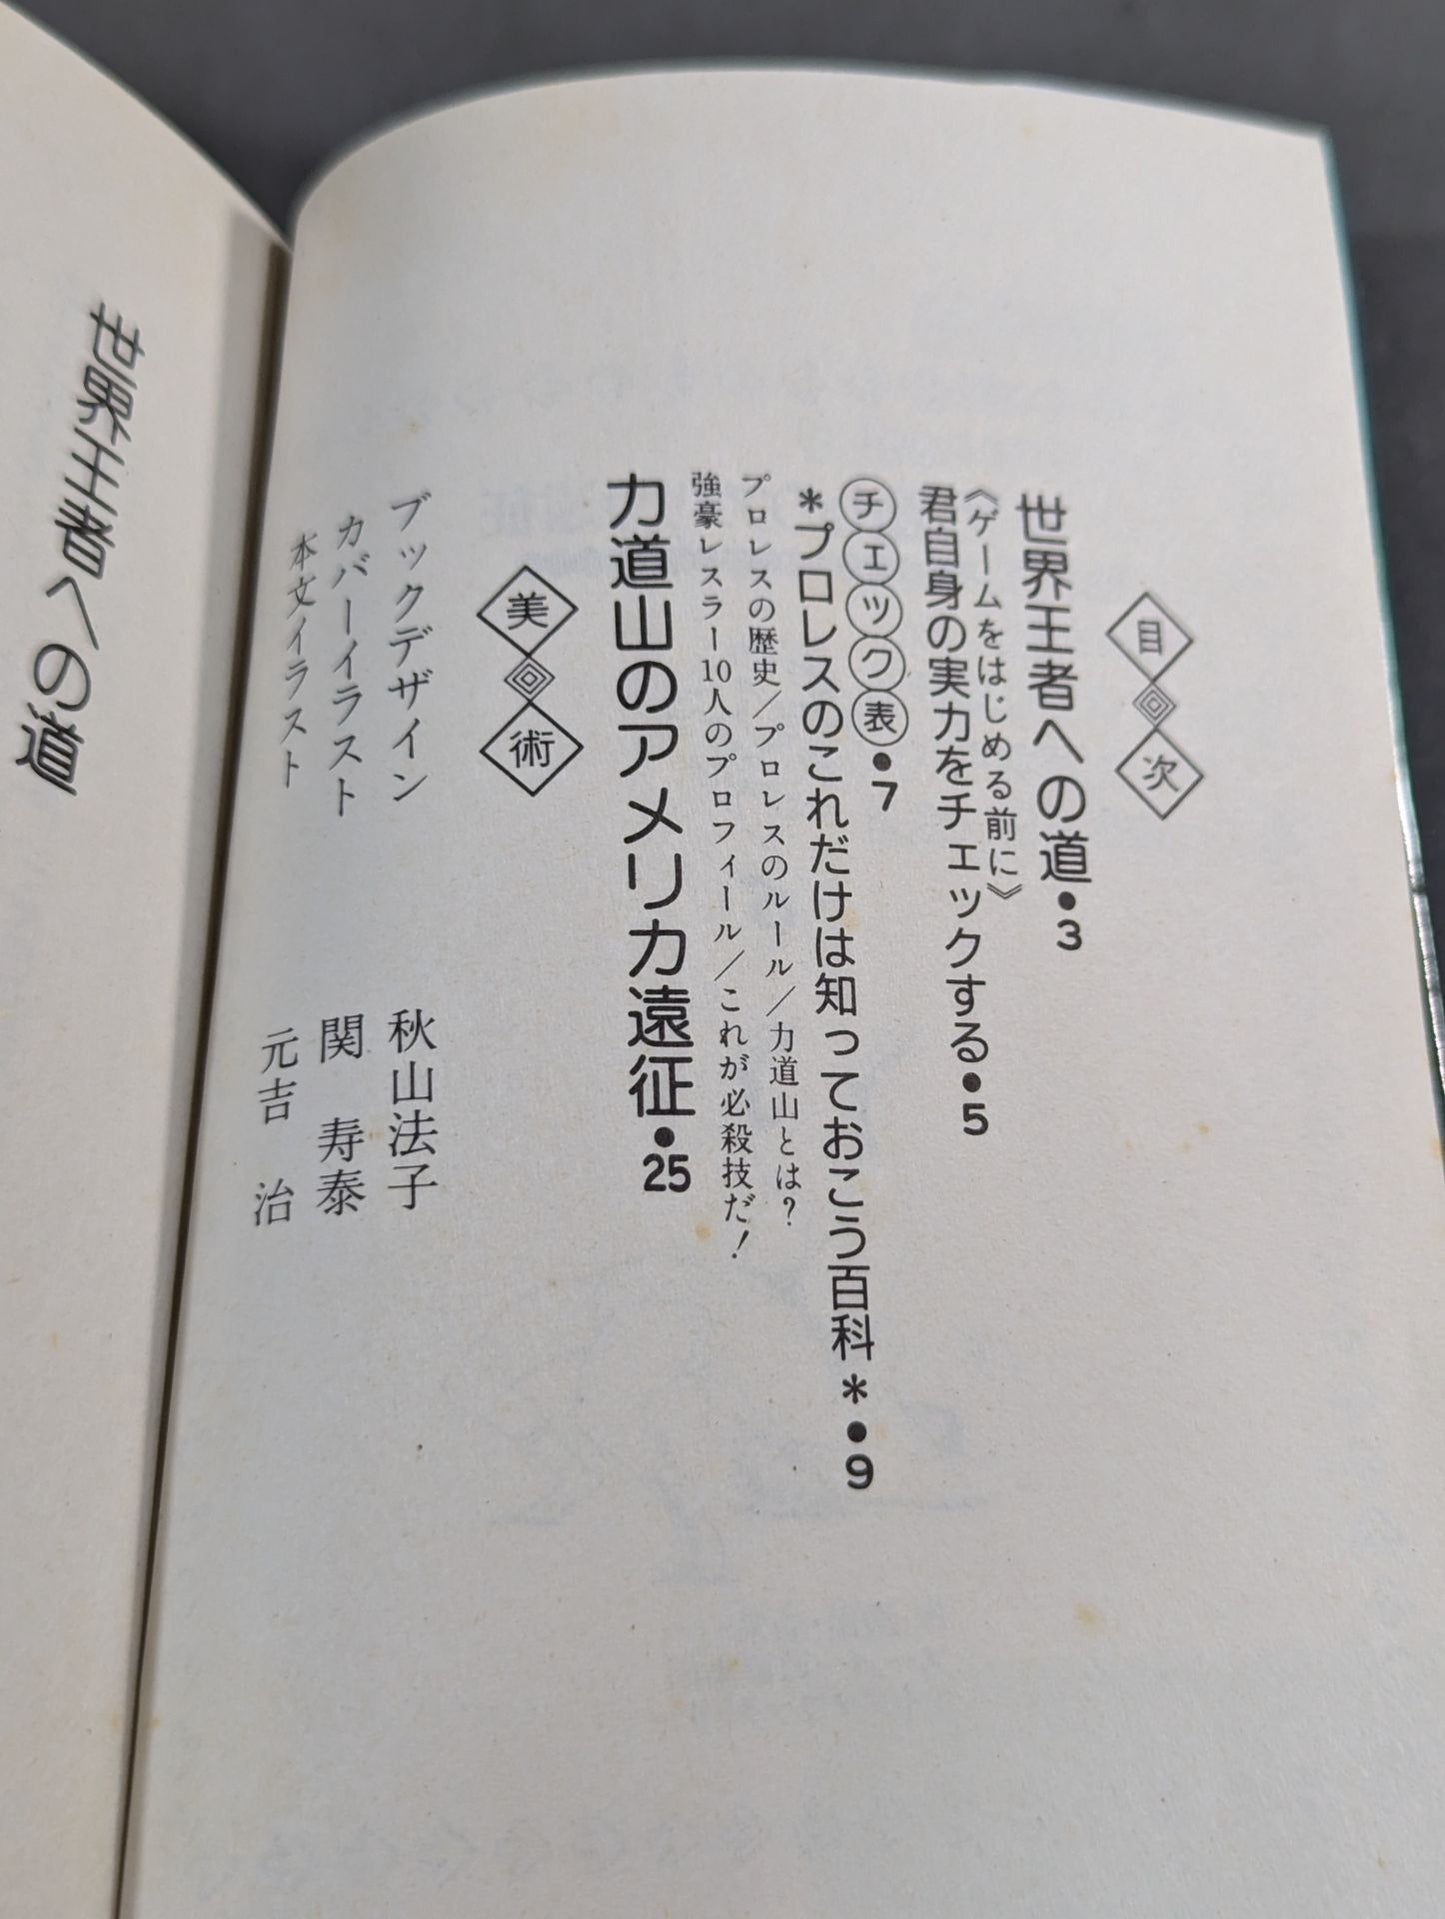 目次
世界王者への道●3
《ゲームをはじめる前に》
君自身の実力をチェックする●5
チェック表●7
＊プロレスのこれだけは知っておこう百科＊●9
プロレスの歴史／プロレスのルール／力道山とは？
強豪レスラー10人のプロフィール／これが必殺技だ！
力道山のアメリカ遠征●25
美術
ブックデザイン 秋山法子
カバーイラスト 関 寿泰
本文イラスト 元吉 治
世界王者への道